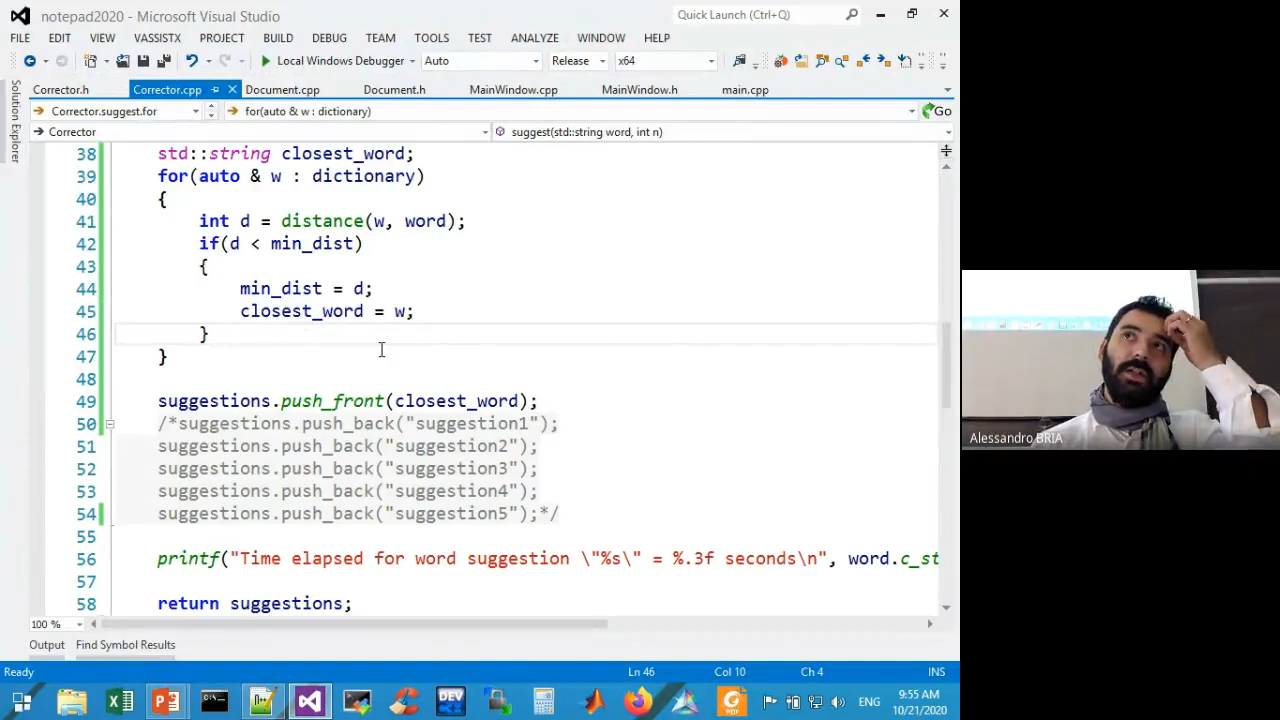 notepad2020 - Microsoft Visual Studio
Quick Launch (Ctrl+Q)
FILE EDIT VIEW VASSISTX PROJECT BUILD DEBUG TEAM TOOLS TEST ANALYZE WINDOW HELP
Local Windows Debugger Auto Release x64
Solution Explorer
Corrector.h Corrector.cpp Document.cpp Document.h MainWindow.cpp MainWindow.h main.cpp
Corrector.suggest.for for(auto & w : dictionary) Go
Corrector suggest(std::string word, int n)
38 std::string closest_word;
39 for(auto & w : dictionary)
40 {
41 int d = distance(w, word);
42 if(d < min_dist)
43 {
44 min_dist = d;
45 closest_word = w;
46 }
47 }
48
49 suggestions.push_front(closest_word);
50 /*suggestions.push_back("suggestion1");
51 suggestions.push_back("suggestion2");
52 suggestions.push_back("suggestion3");
53 suggestions.push_back("suggestion4");
54 suggestions.push_back("suggestion5");*/
55
56 printf("Time elapsed for word suggestion \"%s\" = %.3f seconds\n", word.c_st
57
58 return suggestions;
100 %
Output Find Symbol Results
Ready Ln 46 Col 10 Ch 4 INS
DEV
PDF
ENG
9:55 AM
10/21/2020
Alessandro BRIA